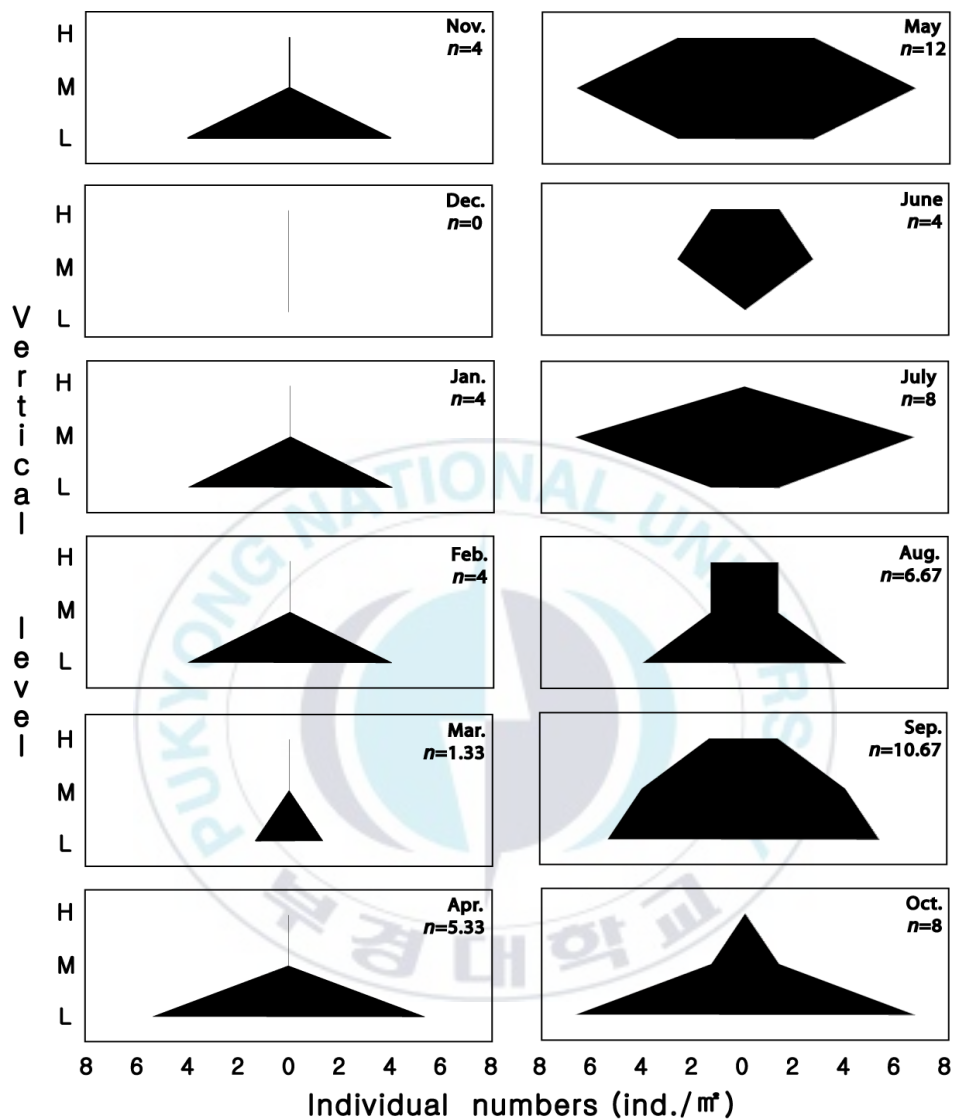 Vertical level
H
M
L
Nov.
n=4
May
n=12
H
M
L
Dec.
n=0
June
n=4
H
M
L
Jan.
n=4
July
n=8
H
M
L
Feb.
n=4
Aug.
n=6.67
H
M
L
Mar.
n=1.33
Sep.
n=10.67
H
M
L
Apr.
n=5.33
Oct.
n=8
8 6 4 2 0 2 4 6 8 8 6 4 2 0 2 4 6 8
Individual numbers (ind./㎡)
PUKYONG NATIONAL UNIVERSITY
부경대학교